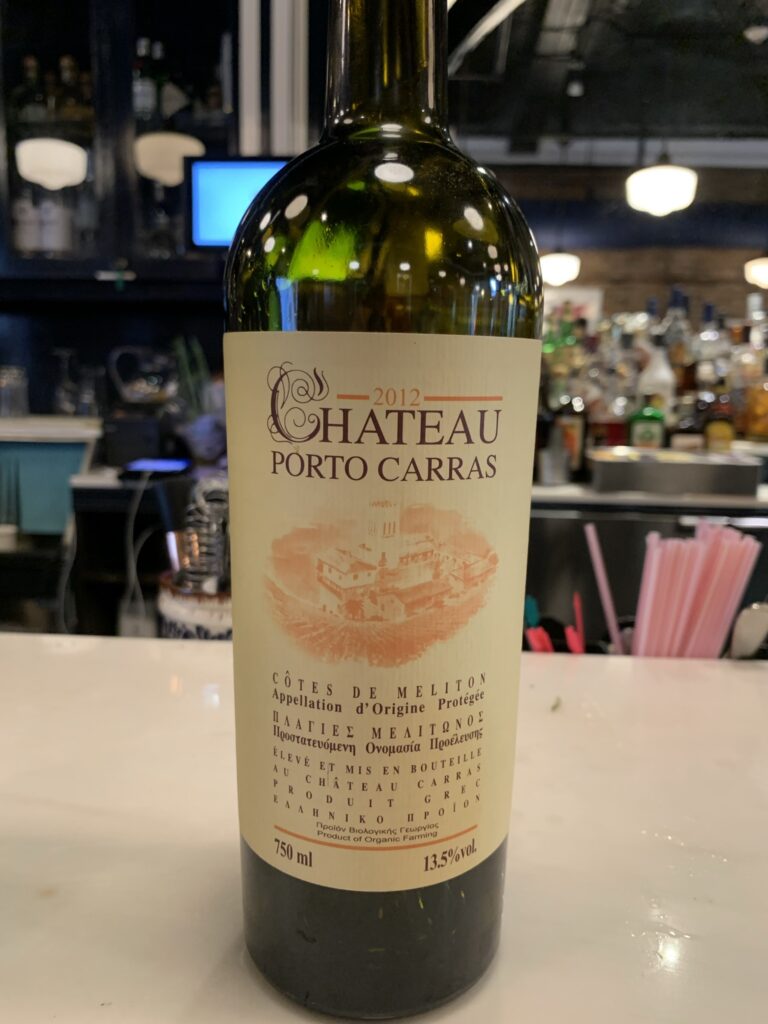 2012
CHATEAU
PORTO CARRAS
CÔTES DE MELITON
Appellation d'Origine Protégée
ΠΛΑΓΙΕΣ ΜΕΛΙΤΩΝΟΣ
Προστατευόμενη Ονομασία Προέλευσης
ÉLEVÉ ET MIS EN BOUTEILLE
AU CHÂTEAU CARRAS
PRODUIT GREC
ΕΛΛΗΝΙΚΟ ΠΡΟΪΟΝ
Προϊόν Βιολογικής Γεωργίας
Product of Organic Farming
750 ml 13.5%vol.